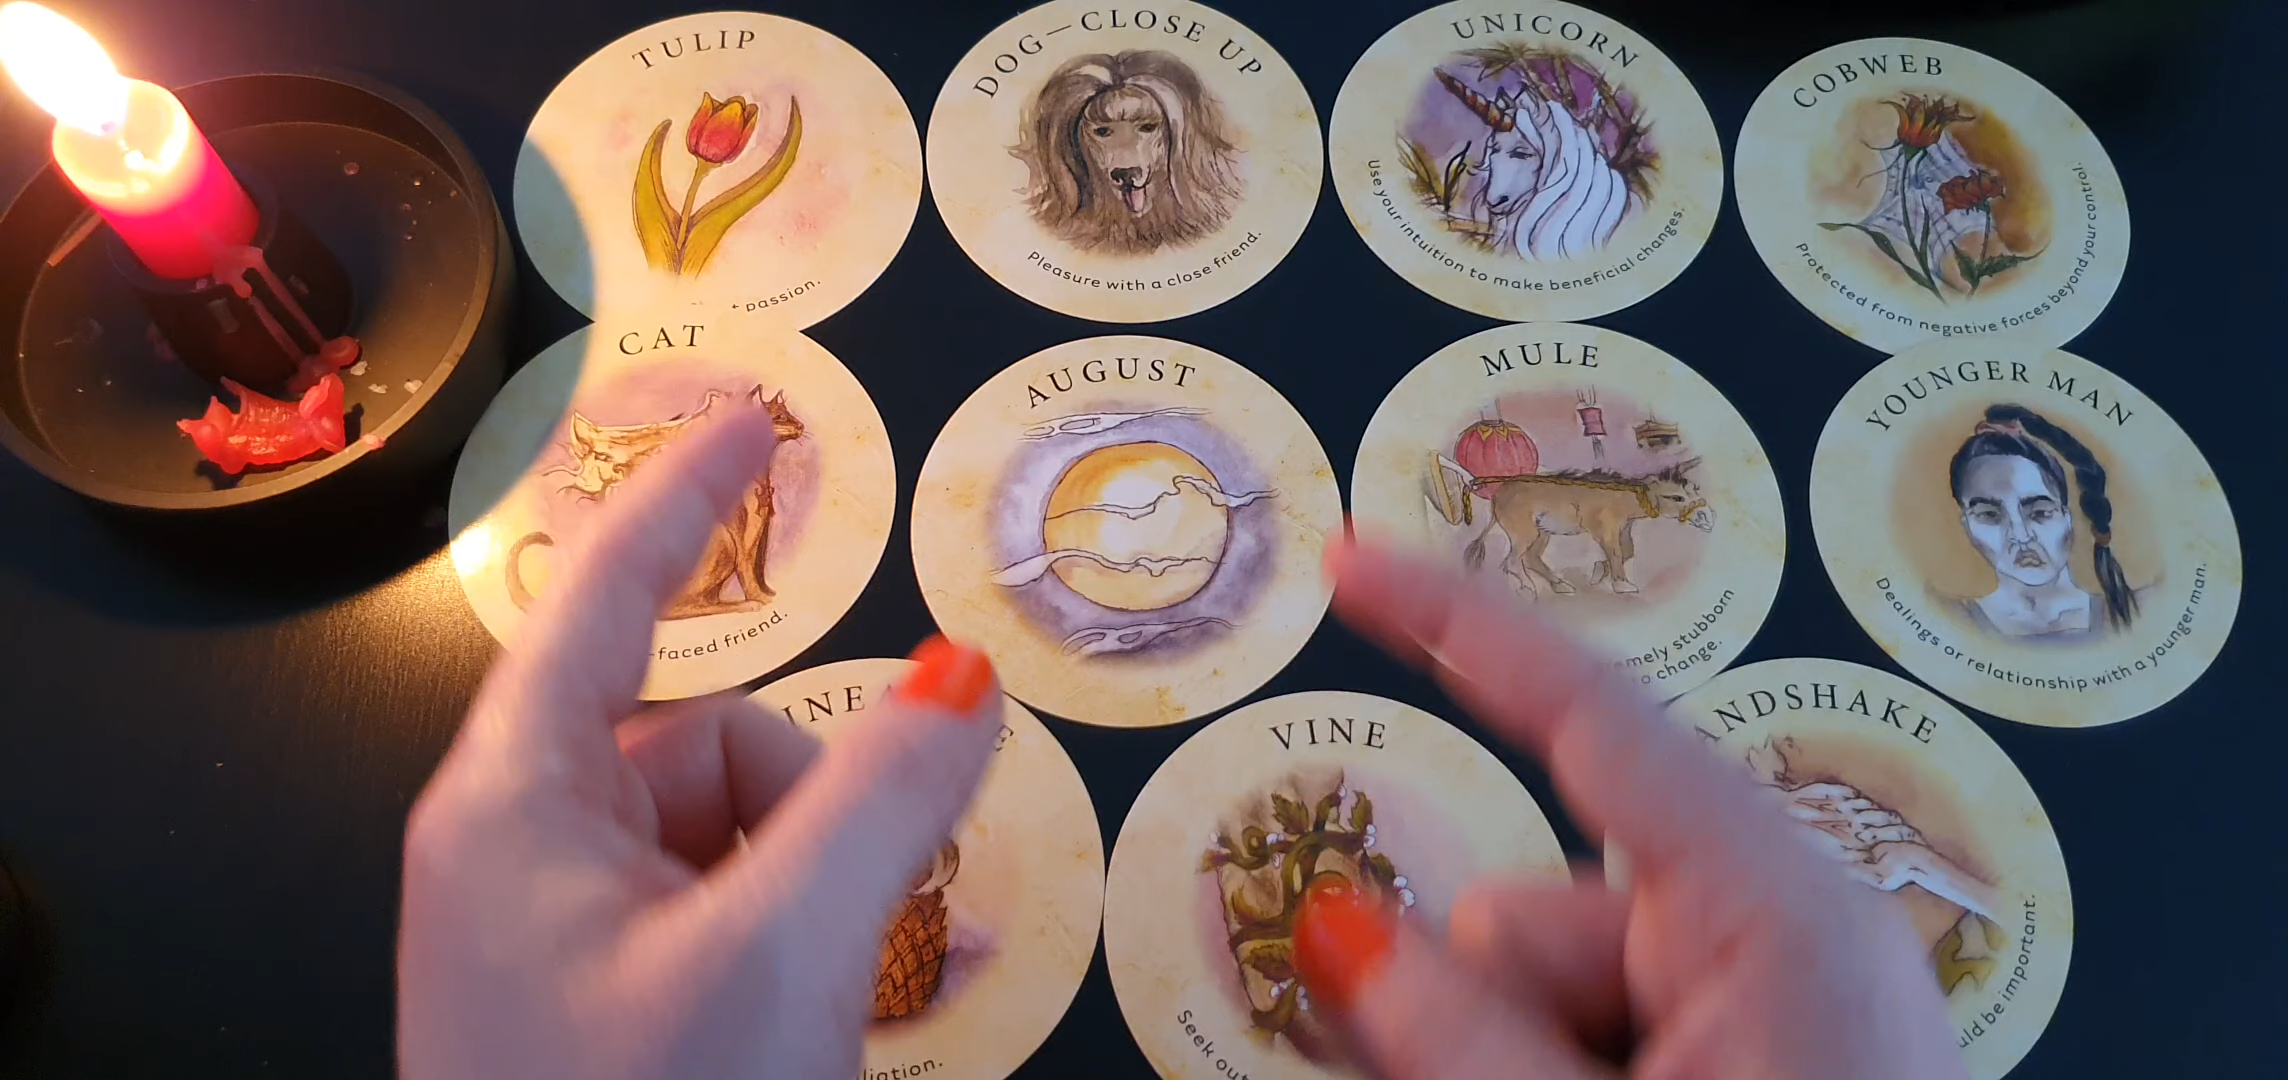 TULIP
passion.
DOG—CLOSE UP
Pleasure with a close friend.
UNICORN
Use your intuition to make beneficial changes.
COBWEB
Protected from negative forces beyond your control.
CAT
-faced friend.
AUGUST
MULE
stubborn
change.
YOUNGER MAN
Dealings or relationship with a younger man.
VINE
Seek out
be important.